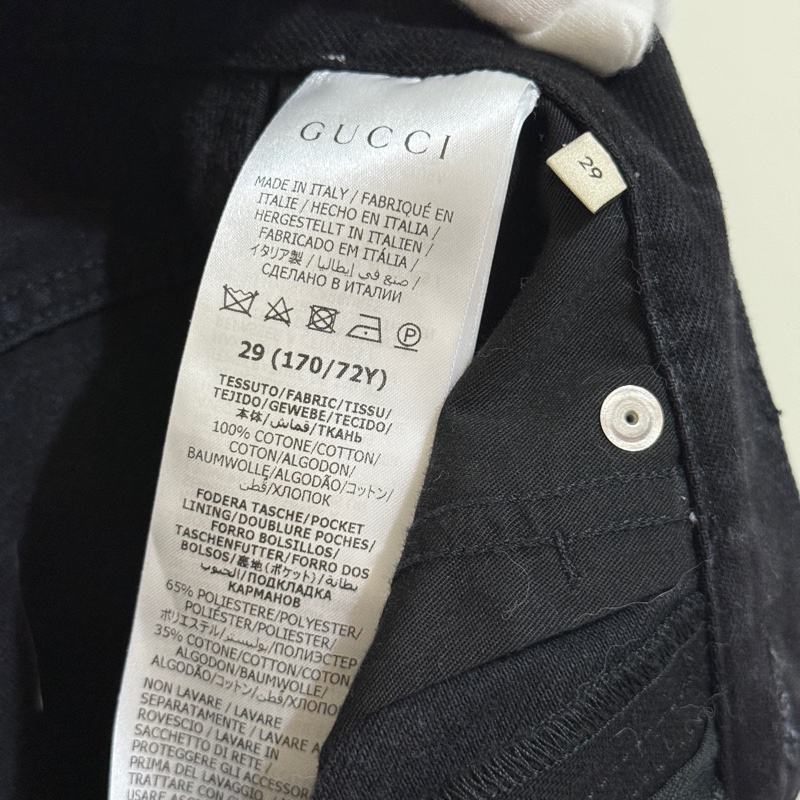 GUCCI
MADE IN ITALY / FABRIQUÉ EN
ITALIE / HECHO EN ITALIA /
HERGESTELLT IN ITALIEN /
FABRICADO EM ITÁLIA /
イタリア製 / صنع في إيطاليا /
СДЕЛАНО В ИТАЛИИ
P
29 (170/72Y)
TESSUTO/FABRIC/TISSU/
TEJIDO/GEWEBE/TECIDO/
本体/قماش/ТКАНЬ
100% COTONE/COTTON/
COTON/ALGODON/
BAUMWOLLE/ALGODÃO/コットン/
قطن/ХЛОПОК
FODERA TASCHE/POCKET
LINING/DOUBLURE POCHES/
FORRO BOLSILLOS/
TASCHENFUTTER/FORRO DOS
BOLSOS/裏地(ポケット)/بطانة
الجيوب/ПОДКЛАДКА
КАРМАНОВ
65% POLIESTERE/POLYESTER/
POLIÉSTER/POLIESTER/
ポリエステル/بوليستر/ПОЛИЭСТЕР
35% COTONE/COTTON/COTON
ALGODON/BAUMWOLLE/
ALGODÃO/コットン/قطن/ХЛОПО
NON LAVARE / LAVARE
SEPARATAMENTE / LAVARE A
ROVESCIO / LAVARE IN
SACCHETTO DI RETE /
PROTEGGERE GLI ACCESSOR
PRIMA DEL LAVAGGIO /
TRATTARE CON
29